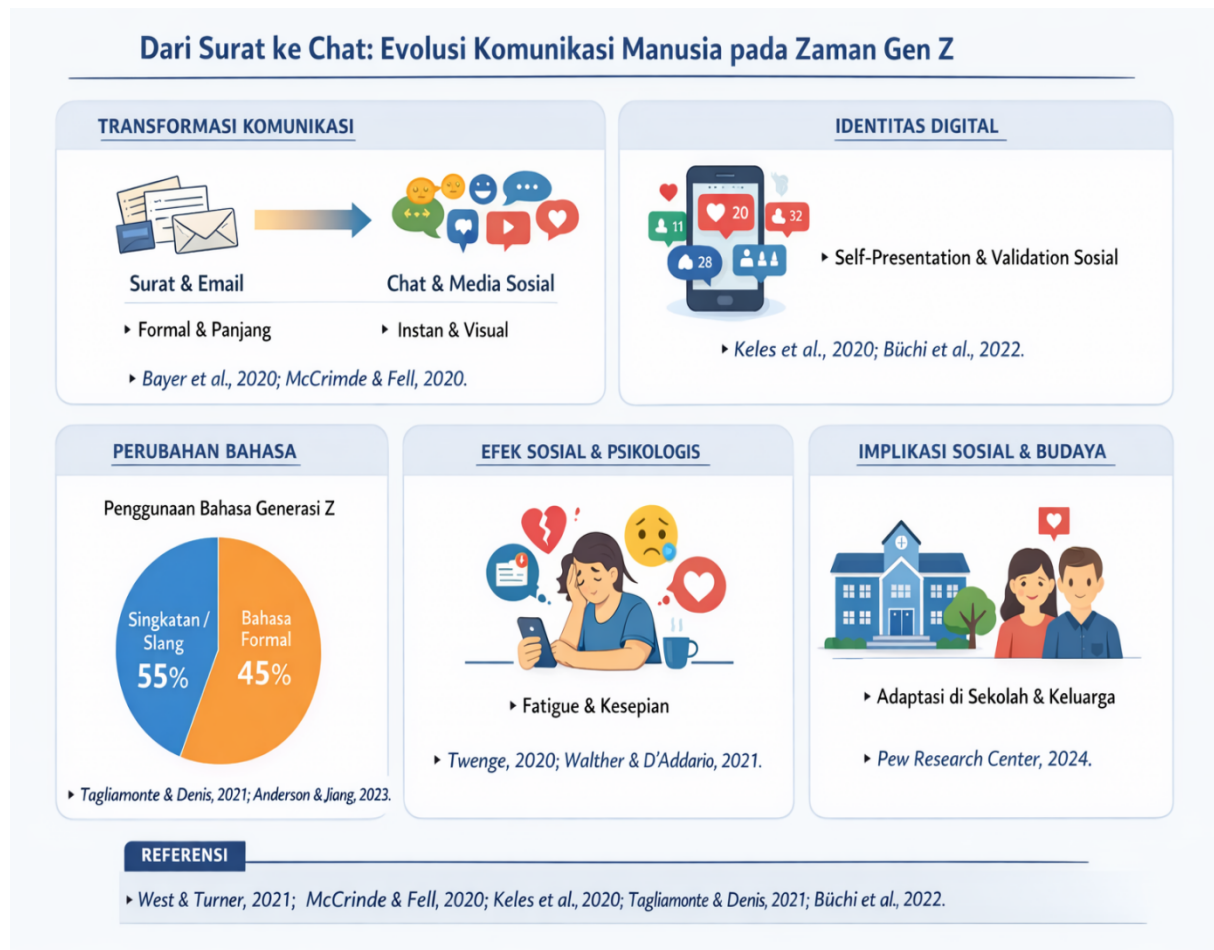 Dari Surat ke Chat: Evolusi Komunikasi Manusia pada Zaman Gen Z
TRANSFORMASI KOMUNIKASI
Surat & Email
Chat & Media Sosial
‣ Formal & Panjang
‣ Instan & Visual
‣ Bayer et al., 2020; McCrimde & Fell, 2020.
IDENTITAS DIGITAL
20
32
11
28
‣ Self-Presentation & Validation Sosial
‣ Keles et al., 2020; Büchi et al., 2022.
PERUBAHAN BAHASA
Penggunaan Bahasa Generasi Z
Singkatan /
Slang
55%
Bahasa
Formal
45%
‣ Tagliamonte & Denis, 2021; Anderson & Jiang, 2023.
EFEK SOSIAL & PSIKOLOGIS
‣ Fatigue & Kesepian
‣ Twenge, 2020; Walther & D'Addario, 2021.
IMPLIKASI SOSIAL & BUDAYA
‣ Adaptasi di Sekolah & Keluarga
‣ Pew Research Center, 2024.
REFERENSI
‣ West & Turner, 2021; McCrinde & Fell, 2020; Keles et al., 2020; Tagliamonte & Denis, 2021; Büchi et al., 2022.